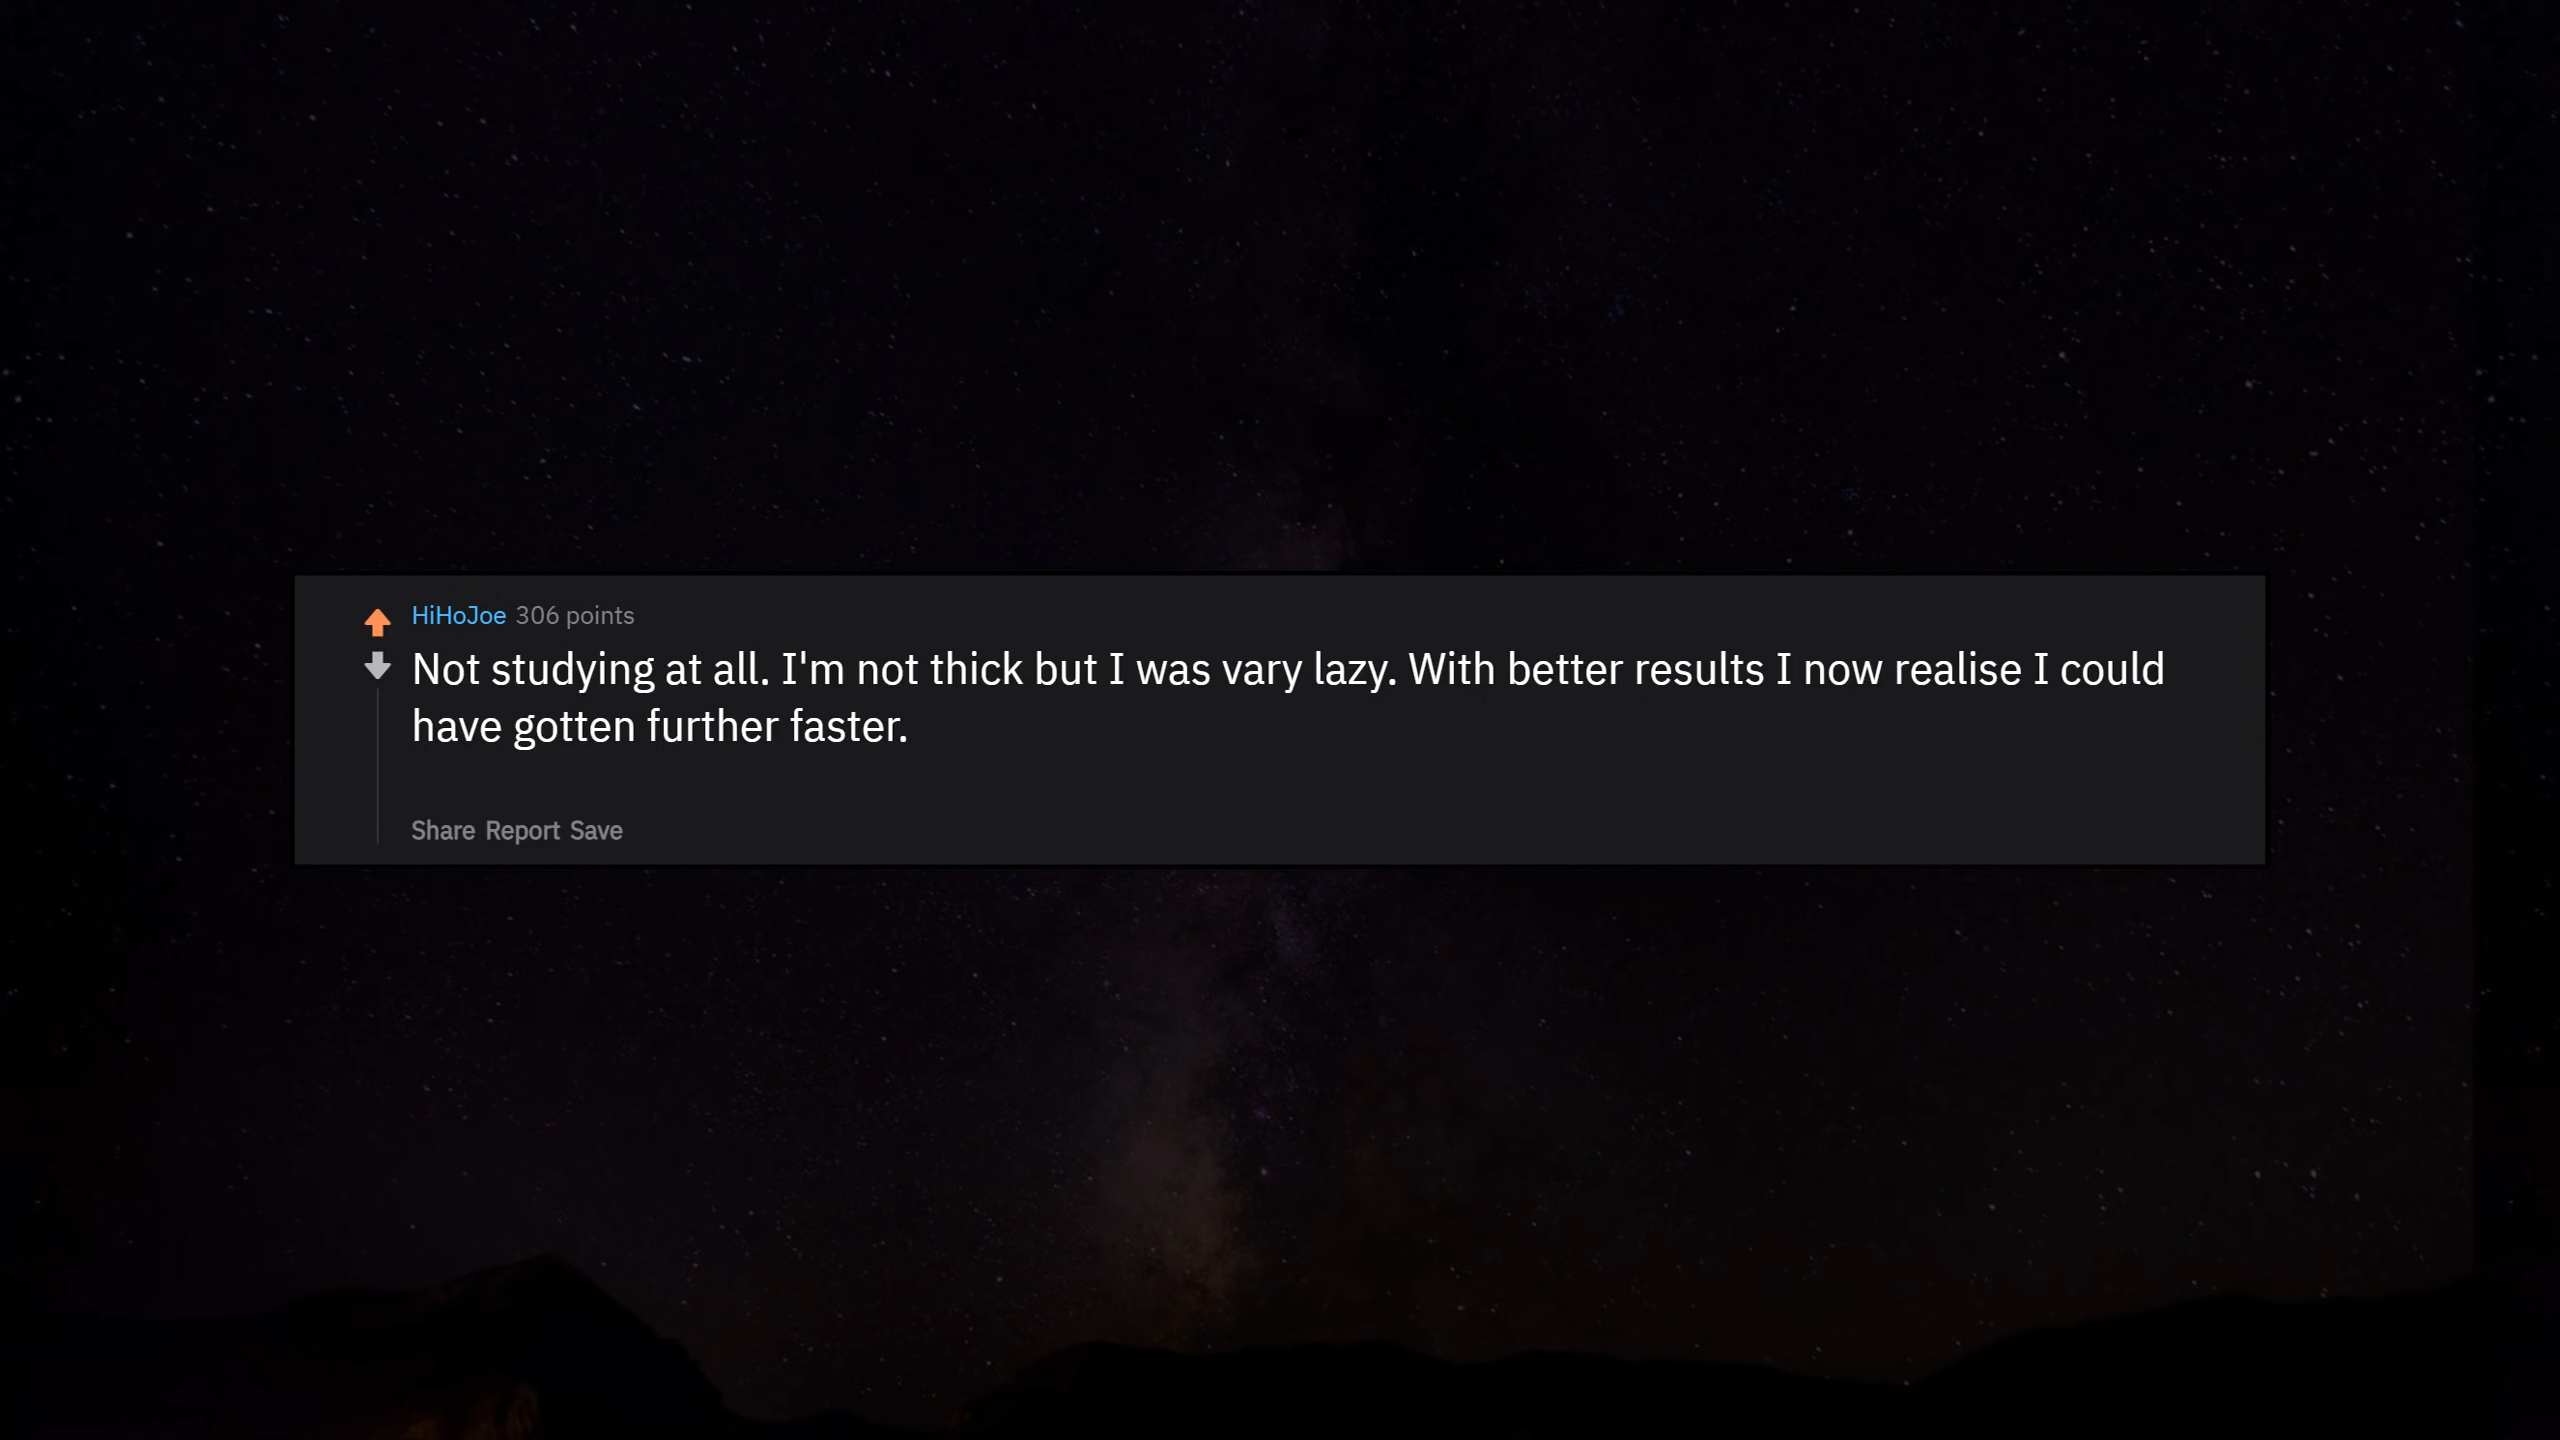 HiHoJoe 306 points
Not studying at all. I'm not thick but I was vary lazy. With better results I now realise I could
have gotten further faster.
Share Report Save